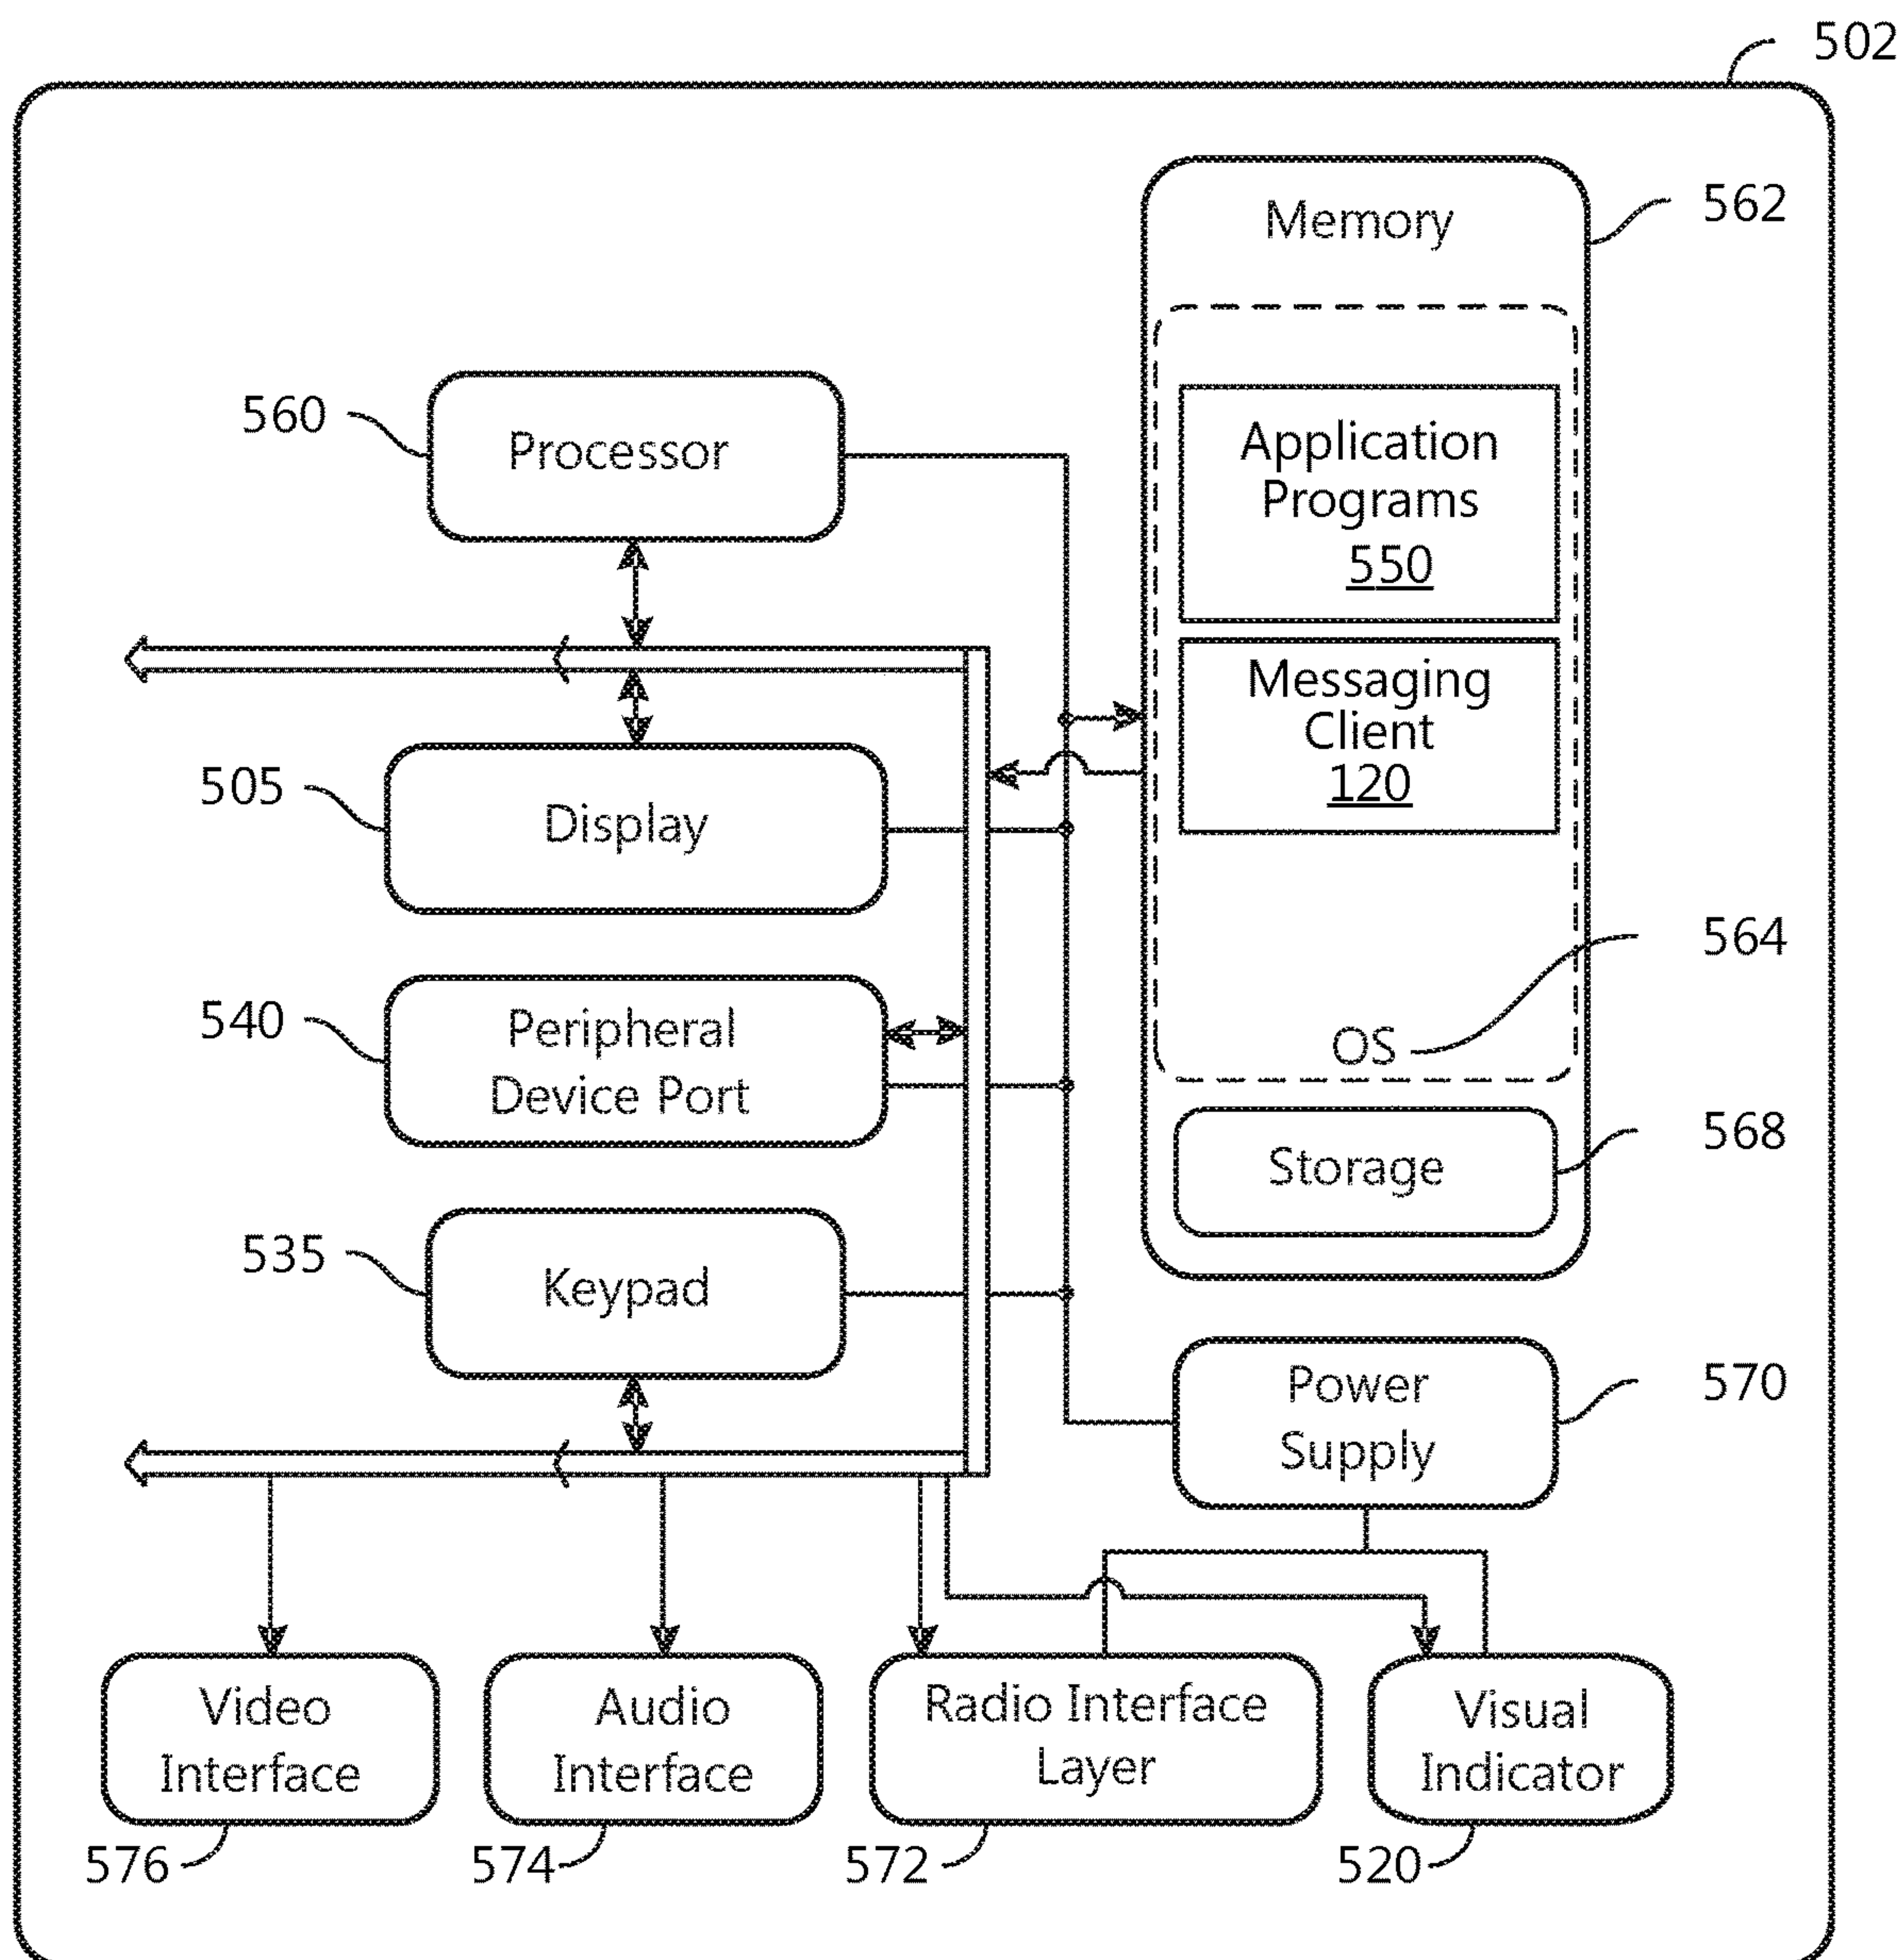 502
Memory
562
Application
Programs
550
560
Processor
Messaging
Client
120
505
Display
564
540
Peripheral
Device Port
OS
568
Storage
535
Keypad
Power
Supply
570
Video
Interface
Audio
Interface
Radio Interface
Layer
Visual
Indicator
576
574
572
520